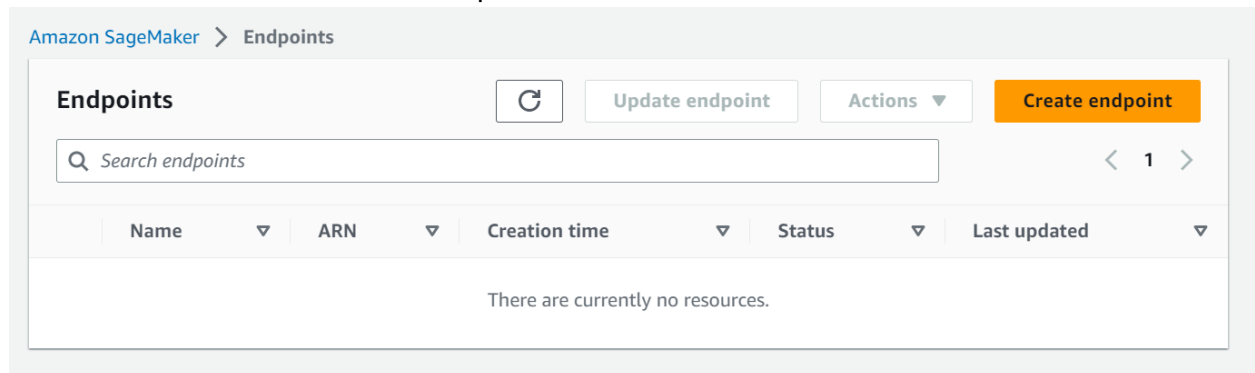 Amazon SageMaker > Endpoints
Endpoints Update endpoint Actions Create endpoint
Search endpoints < 1 >
Name ARN Creation time Status Last updated
There are currently no resources.